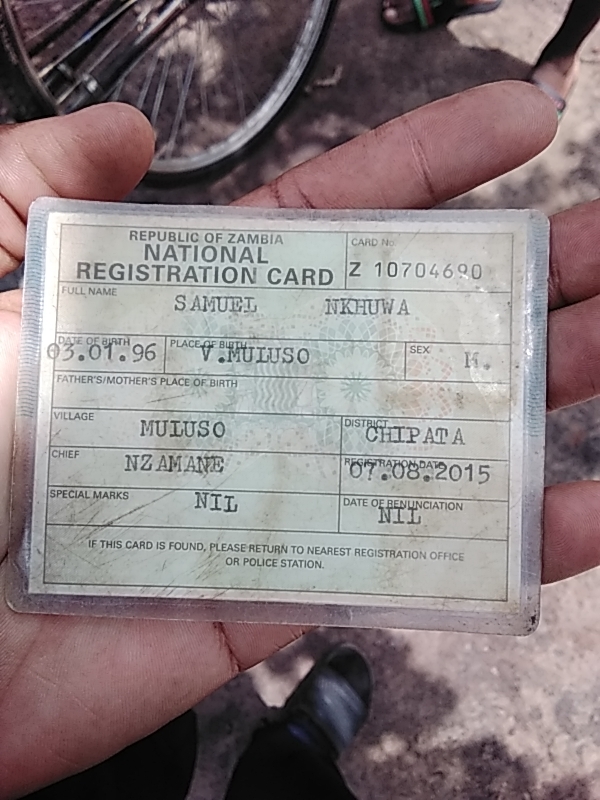 REPUBLIC OF ZAMBIA
NATIONAL
REGISTRATION CARD
CARD No.
Z 10704690
FULL NAME
SAMUEL NKHUWA
DATE OF BIRTH
03.01.96
PLACE OF BIRTH
V.MULUSO
SEX
M.
FATHER'S/MOTHER'S PLACE OF BIRTH
VILLAGE
MULUSO
DISTRICT
CHIPATA
CHIEF
NZAMANE
REGISTRATION DATE
07.08.2015
SPECIAL MARKS
NIL
DATE OF RENUNCIATION
NIL
IF THIS CARD IS FOUND, PLEASE RETURN TO NEAREST REGISTRATION OFFICE
OR POLICE STATION.